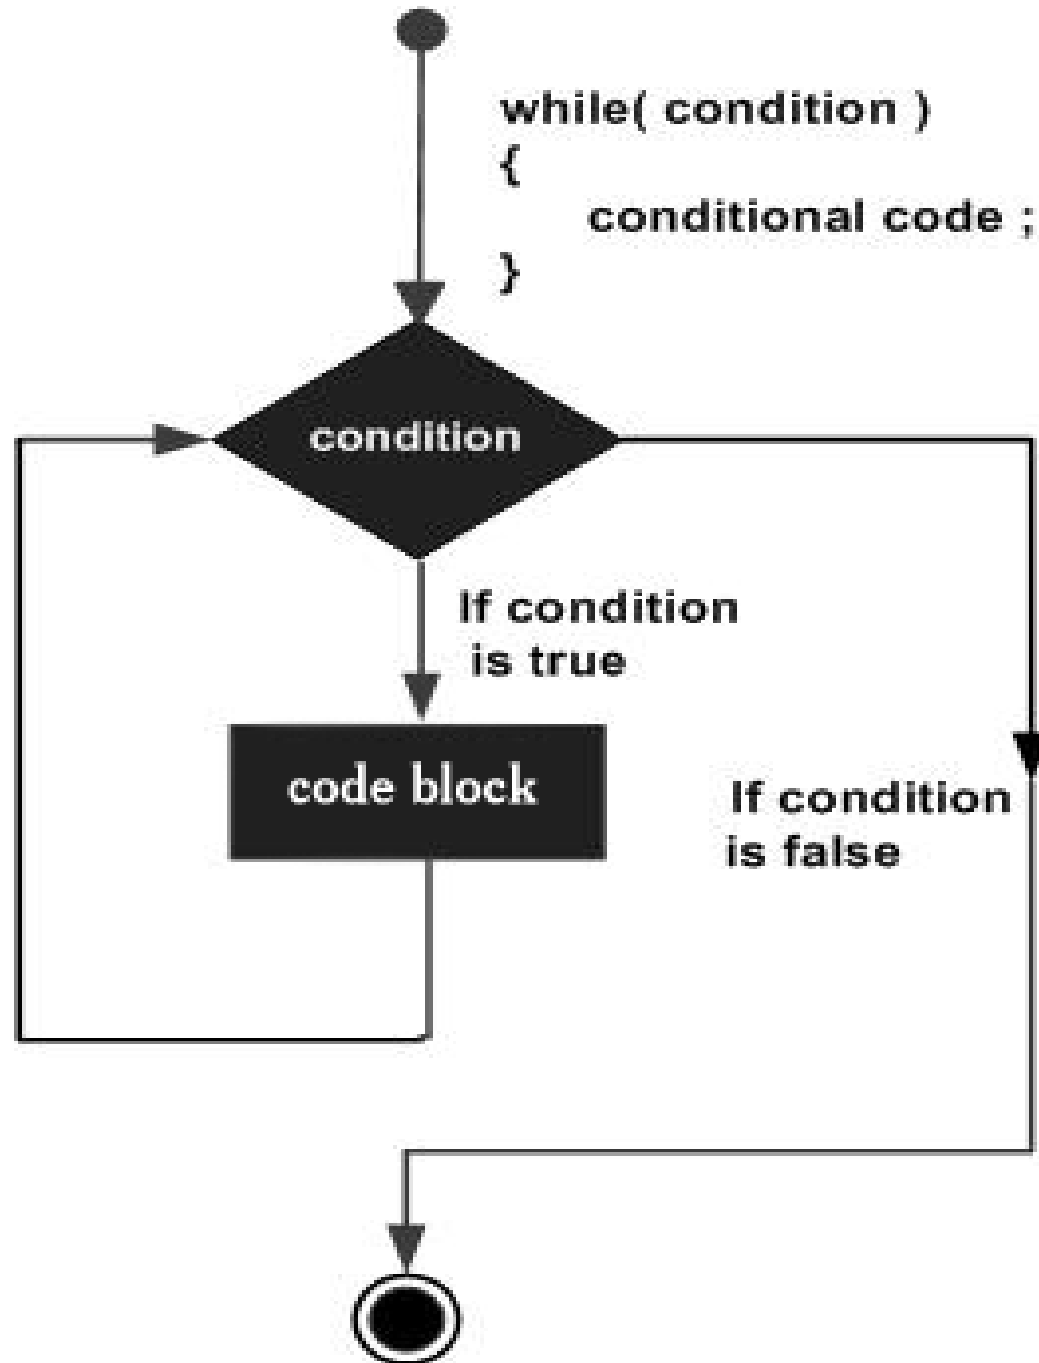 while( condition )
{
conditional code ;
}
condition
If condition
is true
code block
If condition
is false